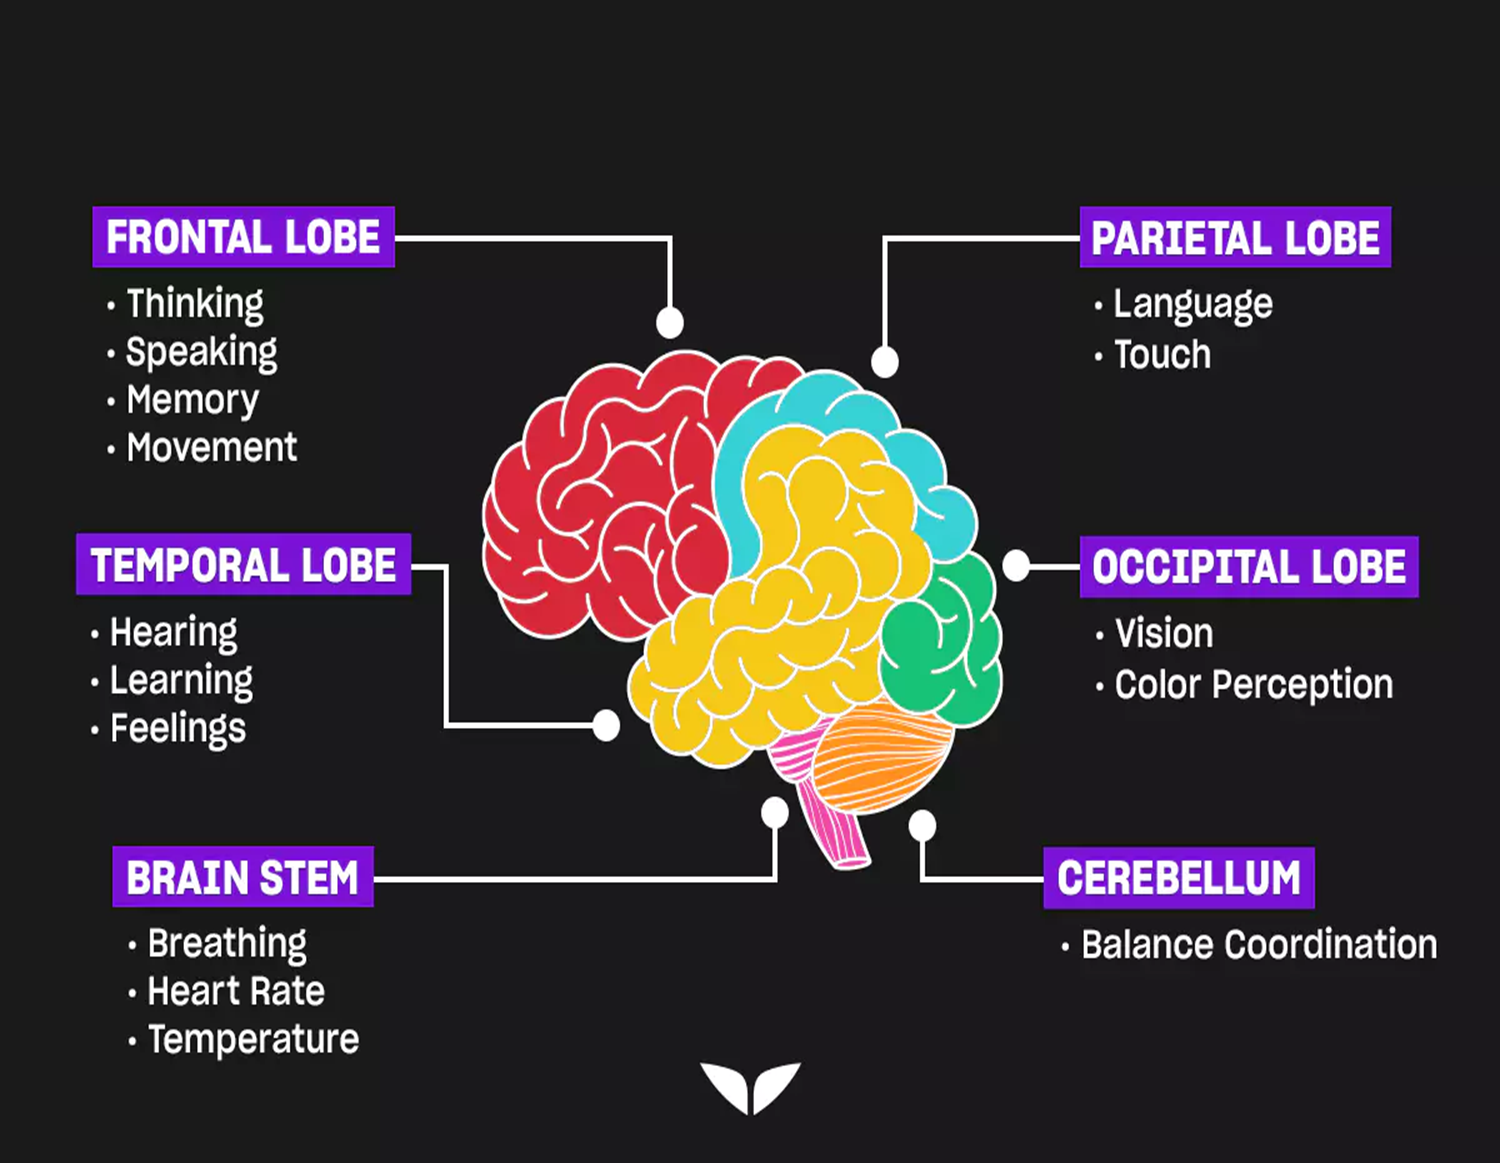 FRONTAL LOBE
• Thinking
• Speaking
• Memory
• Movement
PARIETAL LOBE
• Language
• Touch
TEMPORAL LOBE
• Hearing
• Learning
• Feelings
OCCIPITAL LOBE
• Vision
• Color Perception
BRAIN STEM
• Breathing
• Heart Rate
• Temperature
CEREBELLUM
• Balance Coordination